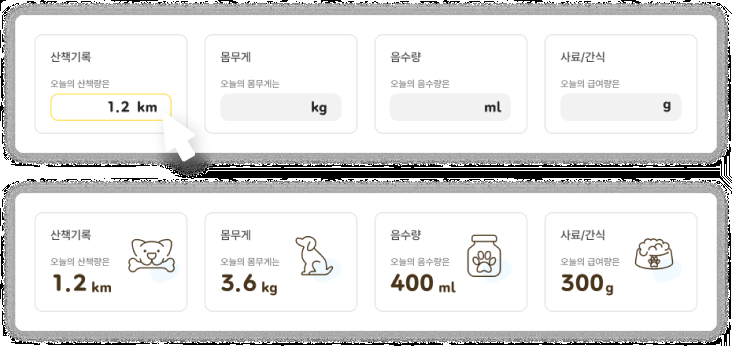 산책기록
오늘의 산책량은
1.2 km
몸무게
오늘의 몸무게는
kg
음수량
오늘의 음수량은
ml
사료/간식
오늘의 급여량은
g
산책기록
오늘의 산책량은
1.2 km
몸무게
오늘의 몸무게는
3.6 kg
음수량
오늘의 음수량은
400 ml
사료/간식
오늘의 급여량은
300g